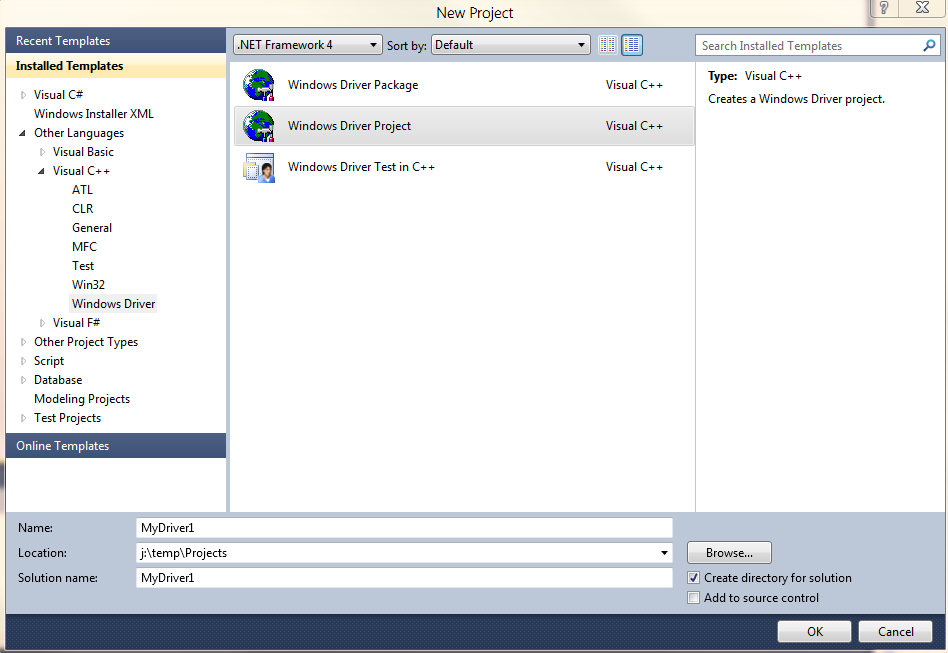 New Project
Recent Templates
Installed Templates
Visual C#
Windows Installer XML
Other Languages
Visual Basic
Visual C++
ATL
CLR
General
MFC
Test
Win32
Windows Driver
Visual F#
Other Project Types
Script
Database
Modeling Projects
Test Projects
Online Templates
.NET Framework 4 Sort by: Default
Windows Driver Package Visual C++
Windows Driver Project Visual C++
Windows Driver Test in C++ Visual C++
Search Installed Templates
Type: Visual C++
Creates a Windows Driver project.
Name: MyDriver1
Location: j:\temp\Projects Browse...
Solution name: MyDriver1
Create directory for solution
Add to source control
OK Cancel